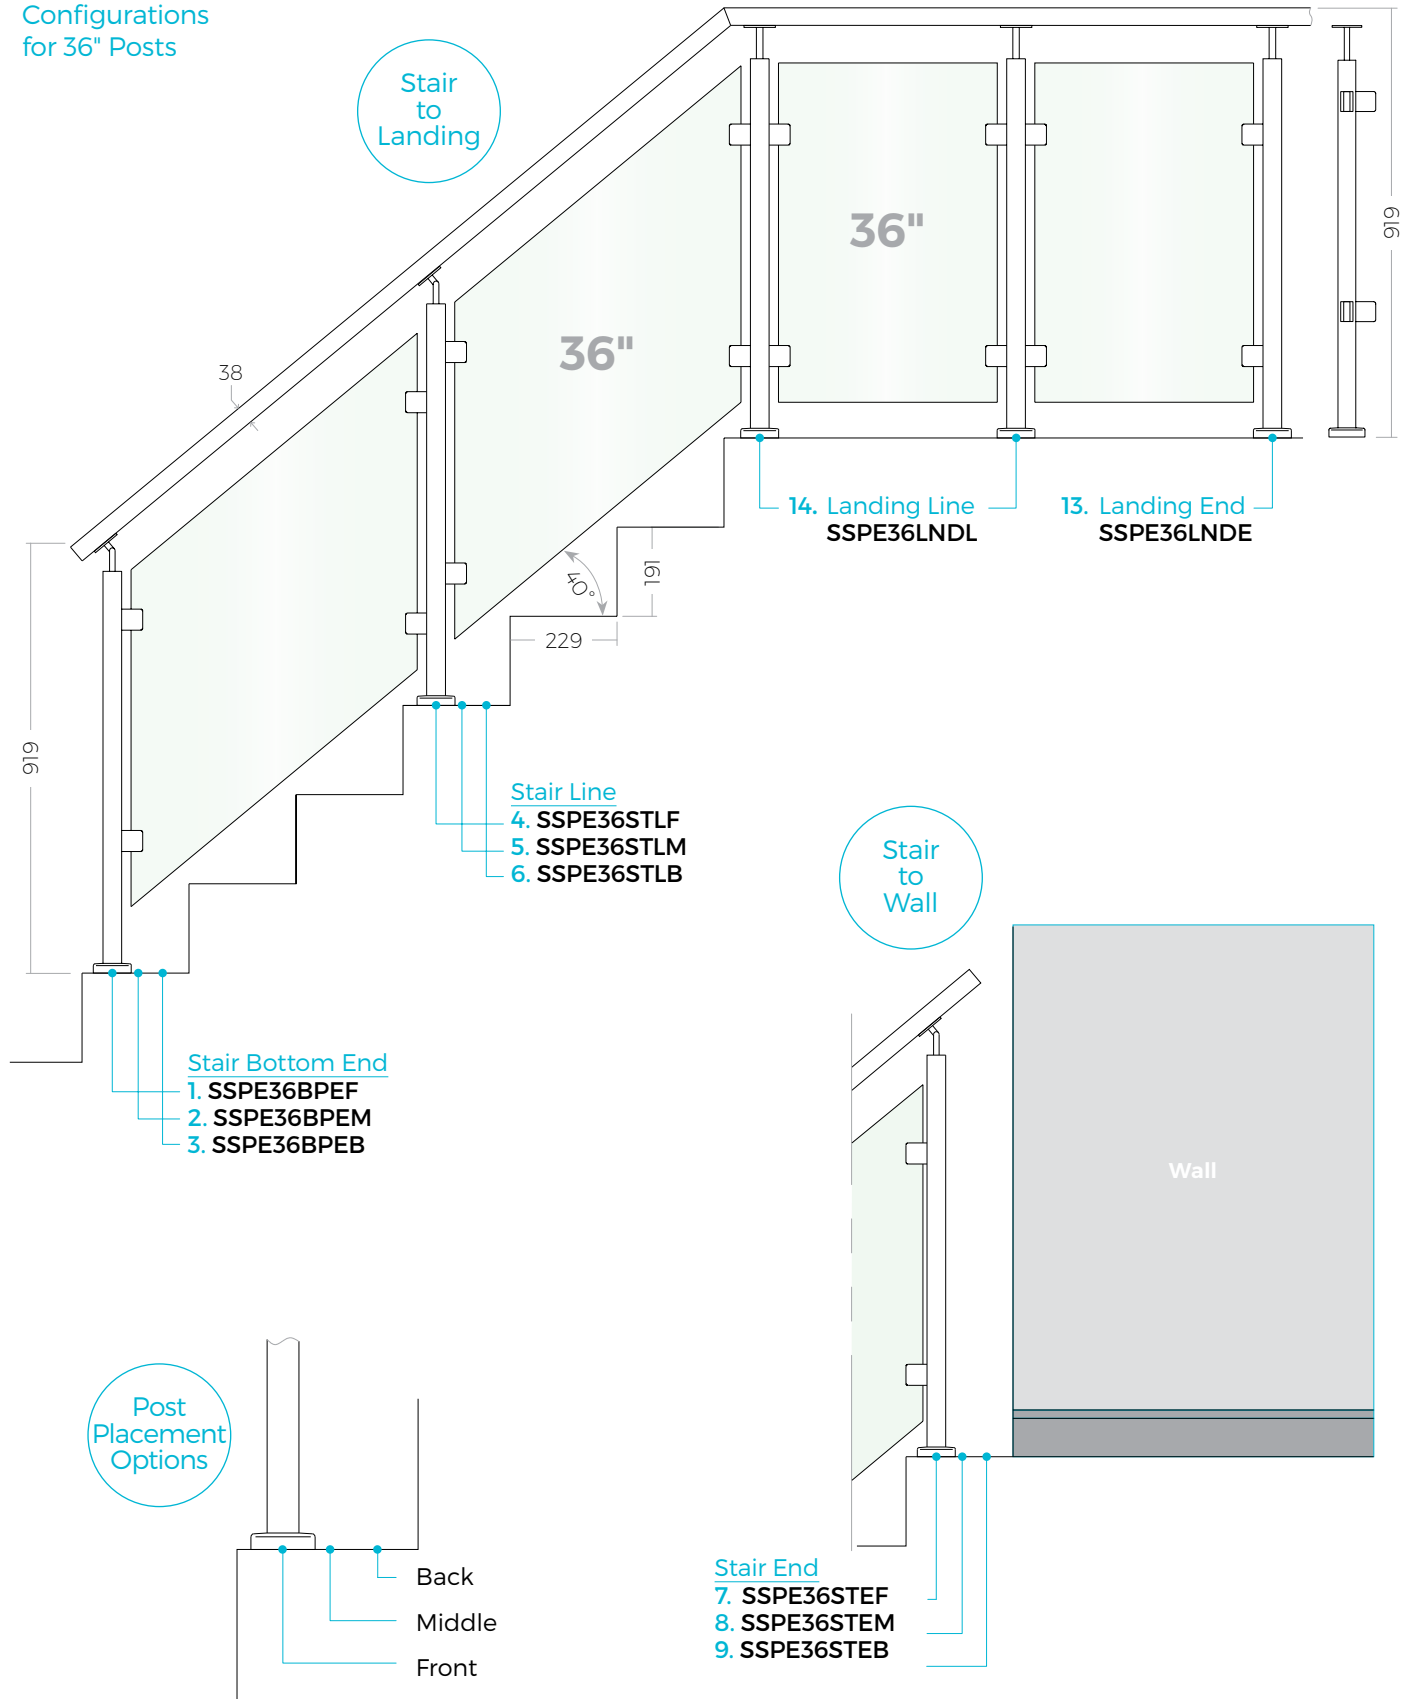 Configurations
for 36" Posts
Stair
to
Landing
36"
36"
919
38
14. Landing Line
SSPE36LNDL
13. Landing End
SSPE36LNDE
40°
191
229
919
Stair Line
4. SSPE36STLF
5. SSPE36STLM
6. SSPE36STLB
Stair
to
Wall
Stair Bottom End
1. SSPE36BPEF
2. SSPE36BPEM
3. SSPE36BPEB
Wall
Post
Placement
Options
Back
Middle
Front
Stair End
7. SSPE36STEF
8. SSPE36STEM
9. SSPE36STEB